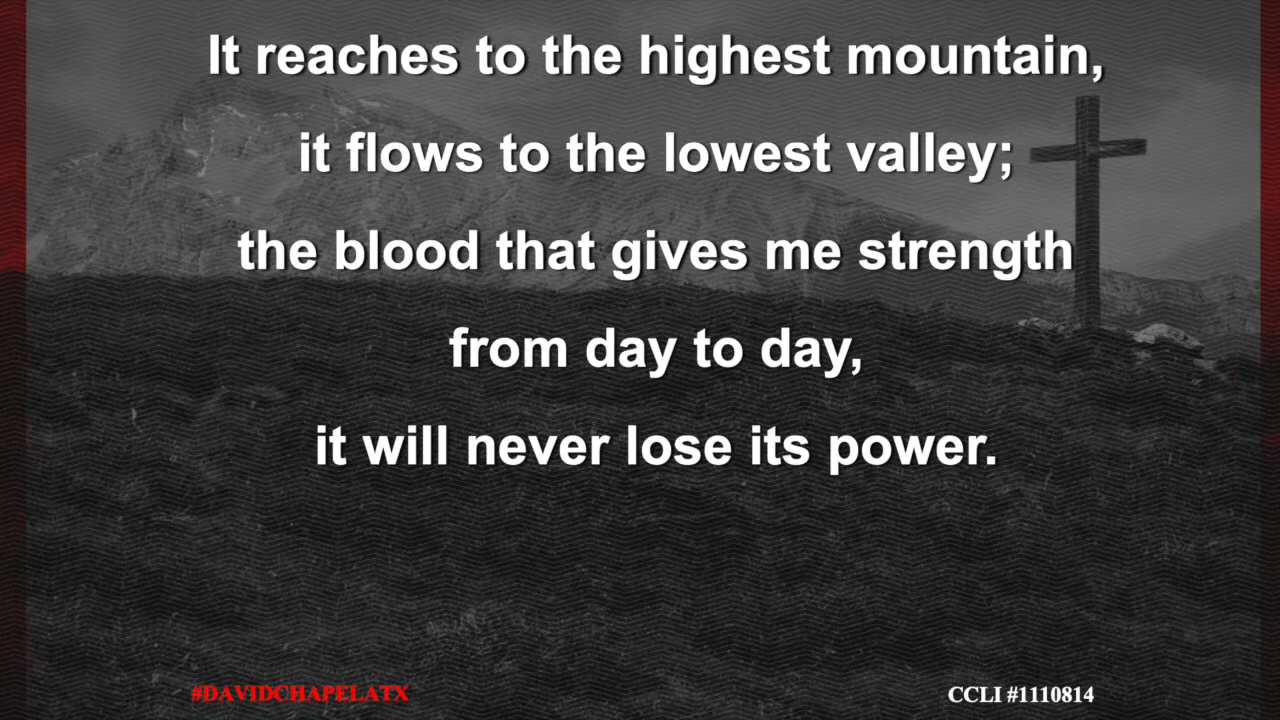 It reaches to the highest mountain,
it flows to the lowest valley;
the blood that gives me strength
from day to day,
it will never lose its power.
#DAVIDCHAPELATX
CCLI #1110814